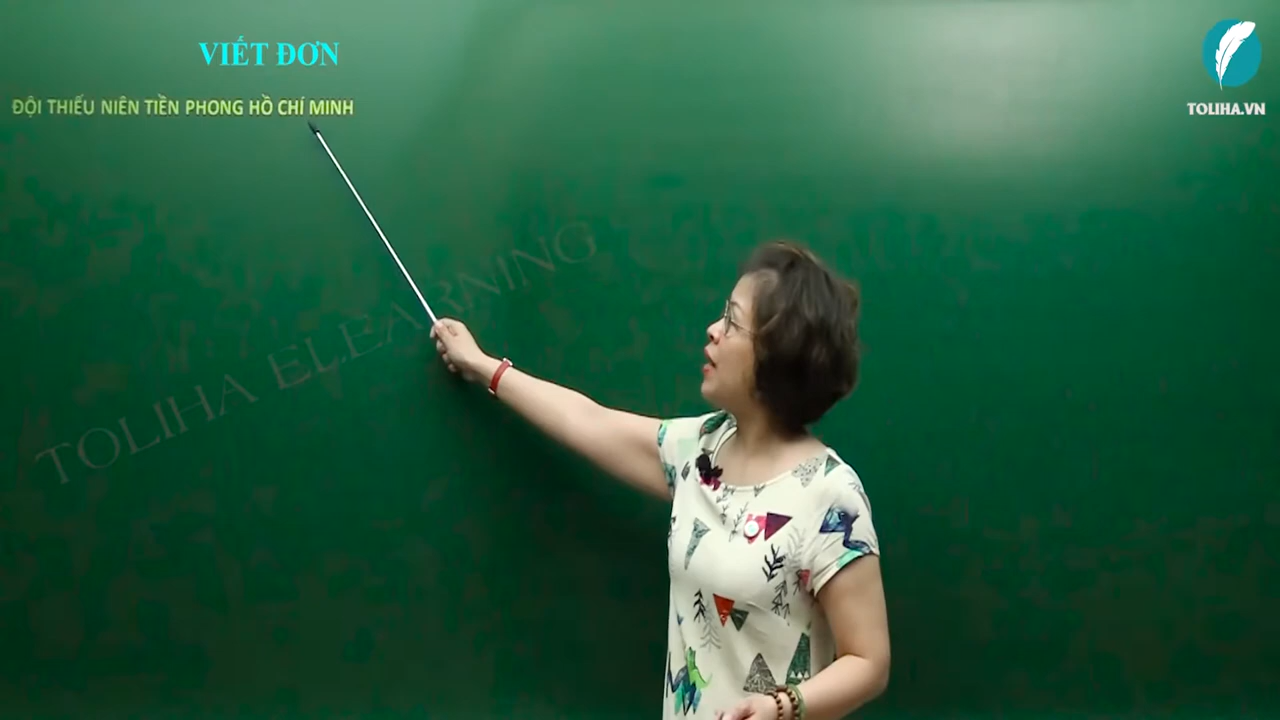 VIẾT ĐƠN
ĐỘI THIẾU NIÊN TIỀN PHONG HỒ CHÍ MINH
TOLIHA.VN
TOLIHA ELEARNING